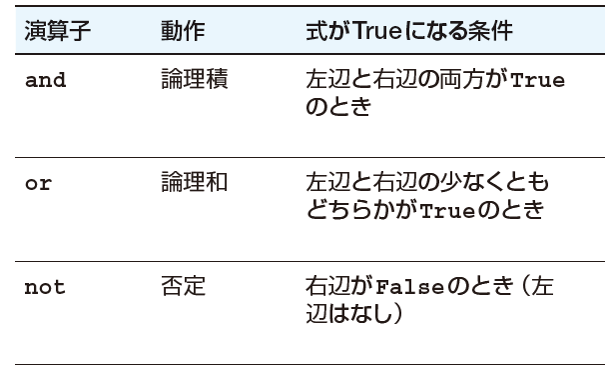 演算子 動作 式がTrueになる条件
and 論理積 左辺と右辺の両方がTrue
のとき
or 論理和 左辺と右辺の少なくとも
どちらかがTrueのとき
not 否定 右辺がFalseのとき（左
辺はなし）